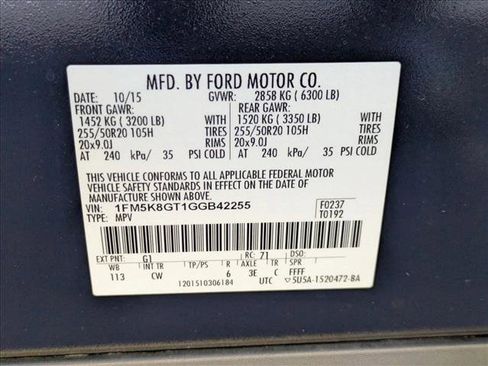 MFD. BY FORD MOTOR CO.
DATE: 10/15 GVWR: 2858 KG ( 6300 LB)
FRONT GAWR: REAR GAWR:
1452 KG ( 3200 LB) 1520 KG ( 3350 LB)
255/50R20 105H TIRES 255/50R20 105H TIRES
20x9.0J RIMS 20x9.0J RIMS
AT 240 kPa/ 35 PSI COLD AT 240 kPa/ 35 PSI COLD
THIS VEHICLE CONFORMS TO ALL APPLICABLE FEDERAL MOTOR
VEHICLE SAFETY STANDARDS IN EFFECT ON THE DATE OF
MANUFACTURE SHOWN ABOVE.
VIN: 1FM5K8GT1GGB42255 F0237
TYPE: MPV T0192
EXT PNT: G1 RC: 71 DSO:
WB INT TR TP/PS R AXLE TR SPR
113 CW 6 3E C FFFF
1201510306184 UTC 5U5A-1520472-BA